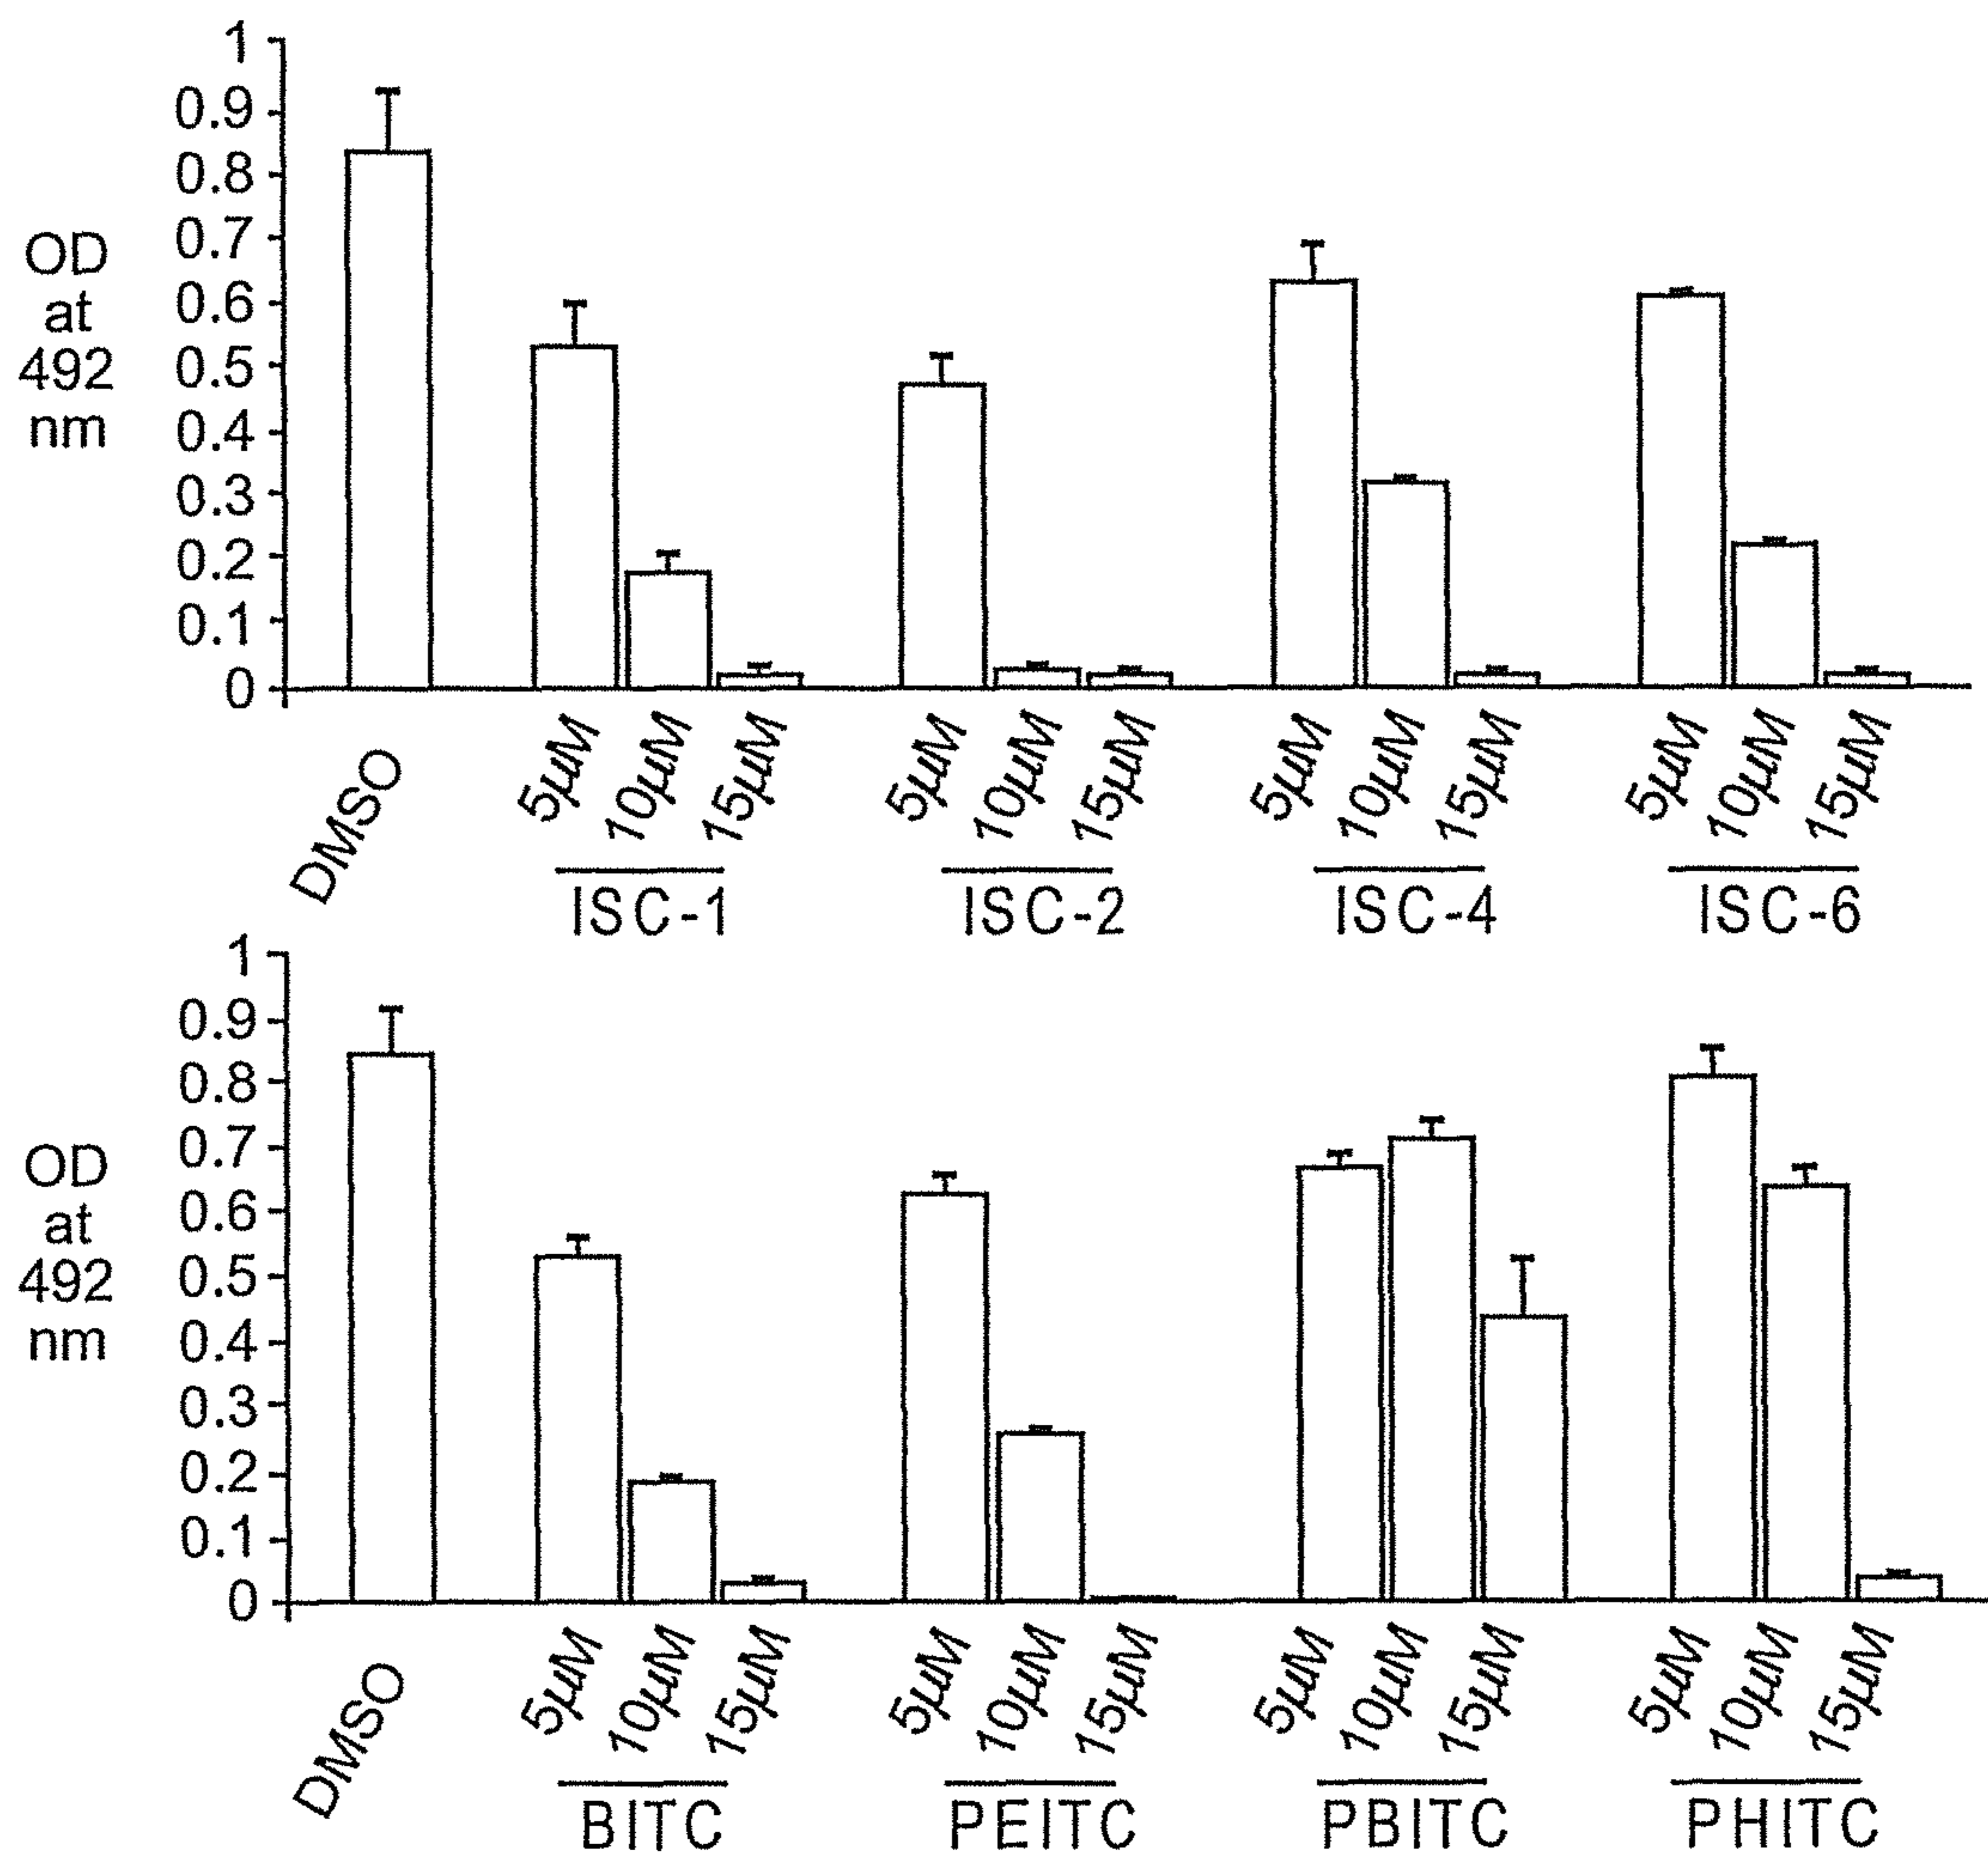 1
0.9
0.8
0.7
0.6
0.5
0.4
0.3
0.2
0.1
0
OD
at
492
nm
DMSO
5µM
10µM
15µM
5µM
10µM
15µM
5µM
10µM
15µM
5µM
10µM
15µM
ISC-1
ISC-2
ISC-4
ISC-6
1
0.9
0.8
0.7
0.6
0.5
0.4
0.3
0.2
0.1
0
OD
at
492
nm
DMSO
5µM
10µM
15µM
5µM
10µM
15µM
5µM
10µM
15µM
5µM
10µM
15µM
BITC
PEITC
PBITC
PHITC